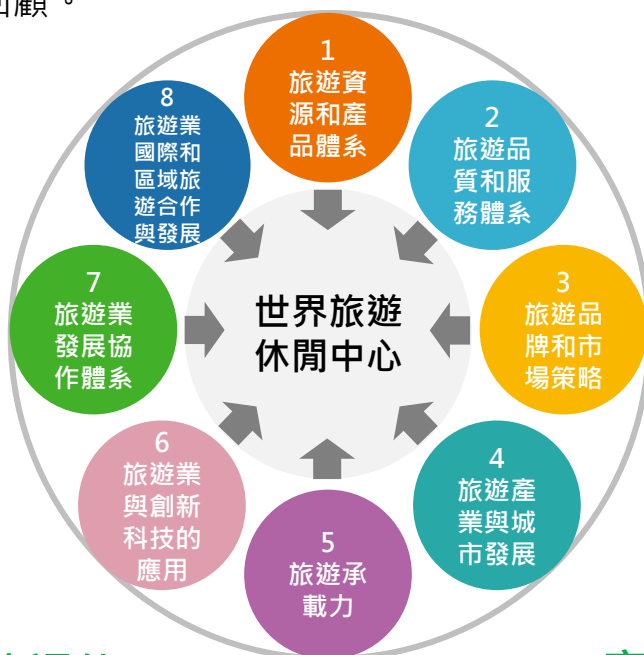 回顧。
1
旅遊資
源和產
品體系
2
旅遊品
質和服
務體系
3
旅遊品
牌和市
場策略
4
旅遊產
業與城
市發展
5
旅遊承
載力
6
旅遊業
與創新
科技的
應用
7
旅遊業
發展協
作體系
8
旅遊業
國際和
區域旅
遊合作
與發展
世界旅遊
休閒中心